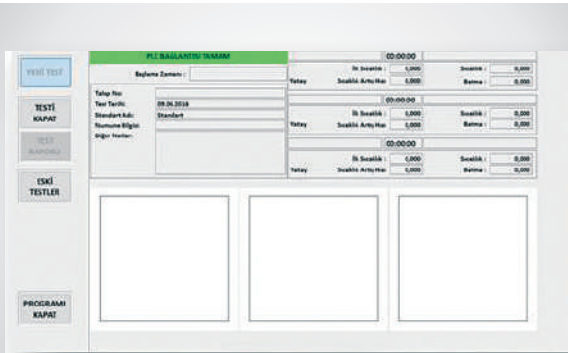 YENİ TEST
TESTİ
KAPAT
TEST
RAPORU
ESKİ
TESTLER
PROGRAMI
KAPAT
PLC BAĞLANTISI TAMAM
Başlama Zamanı :
Talep No:
Test Tarihi: 09.06.2016
Standart Adı: Standart
Numune Bilgisi:
Diğer Notlar:
00:00:00
İlk Sıcaklık : 0,000 Sıcaklık : 0,000
Yatay Sıcaklık Artış Hızı 0,000 Batma : 0,000
00:00:00
İlk Sıcaklık : 0,000 Sıcaklık : 0,000
Yatay Sıcaklık Artış Hızı 0,000 Batma : 0,000
00:00:00
İlk Sıcaklık : 0,000 Sıcaklık : 0,000
Yatay Sıcaklık Artış Hızı 0,000 Batma : 0,000